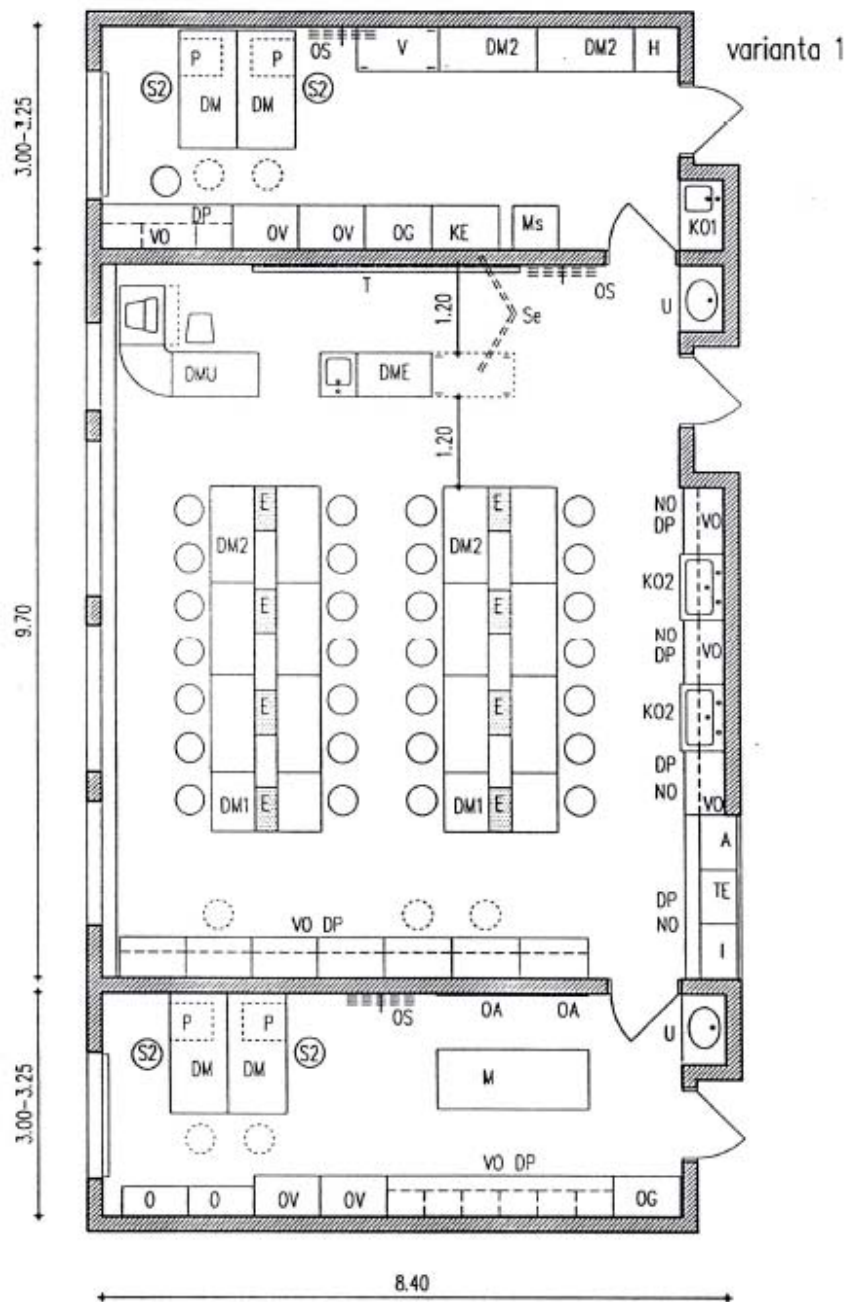 varianta 1
P P OS V DM2 DM2 H
S2 DM DM S2
3.00-3.25
KO1
DP
VO OV OV OG KE Ms
T OS U
1.20 Se
DMU DME
1.20
E E NO DP VO
DM2 DM2
KO2
9.70
E E
NO DP VO
KO2
E E
DP NO VO
DM1 E DM1 E
A
DP NO TE
VO DP
I
P P OS OA OA U
S2 DM DM S2
M
3.00-3.25
VO DP
O O OV OV OG
8.40